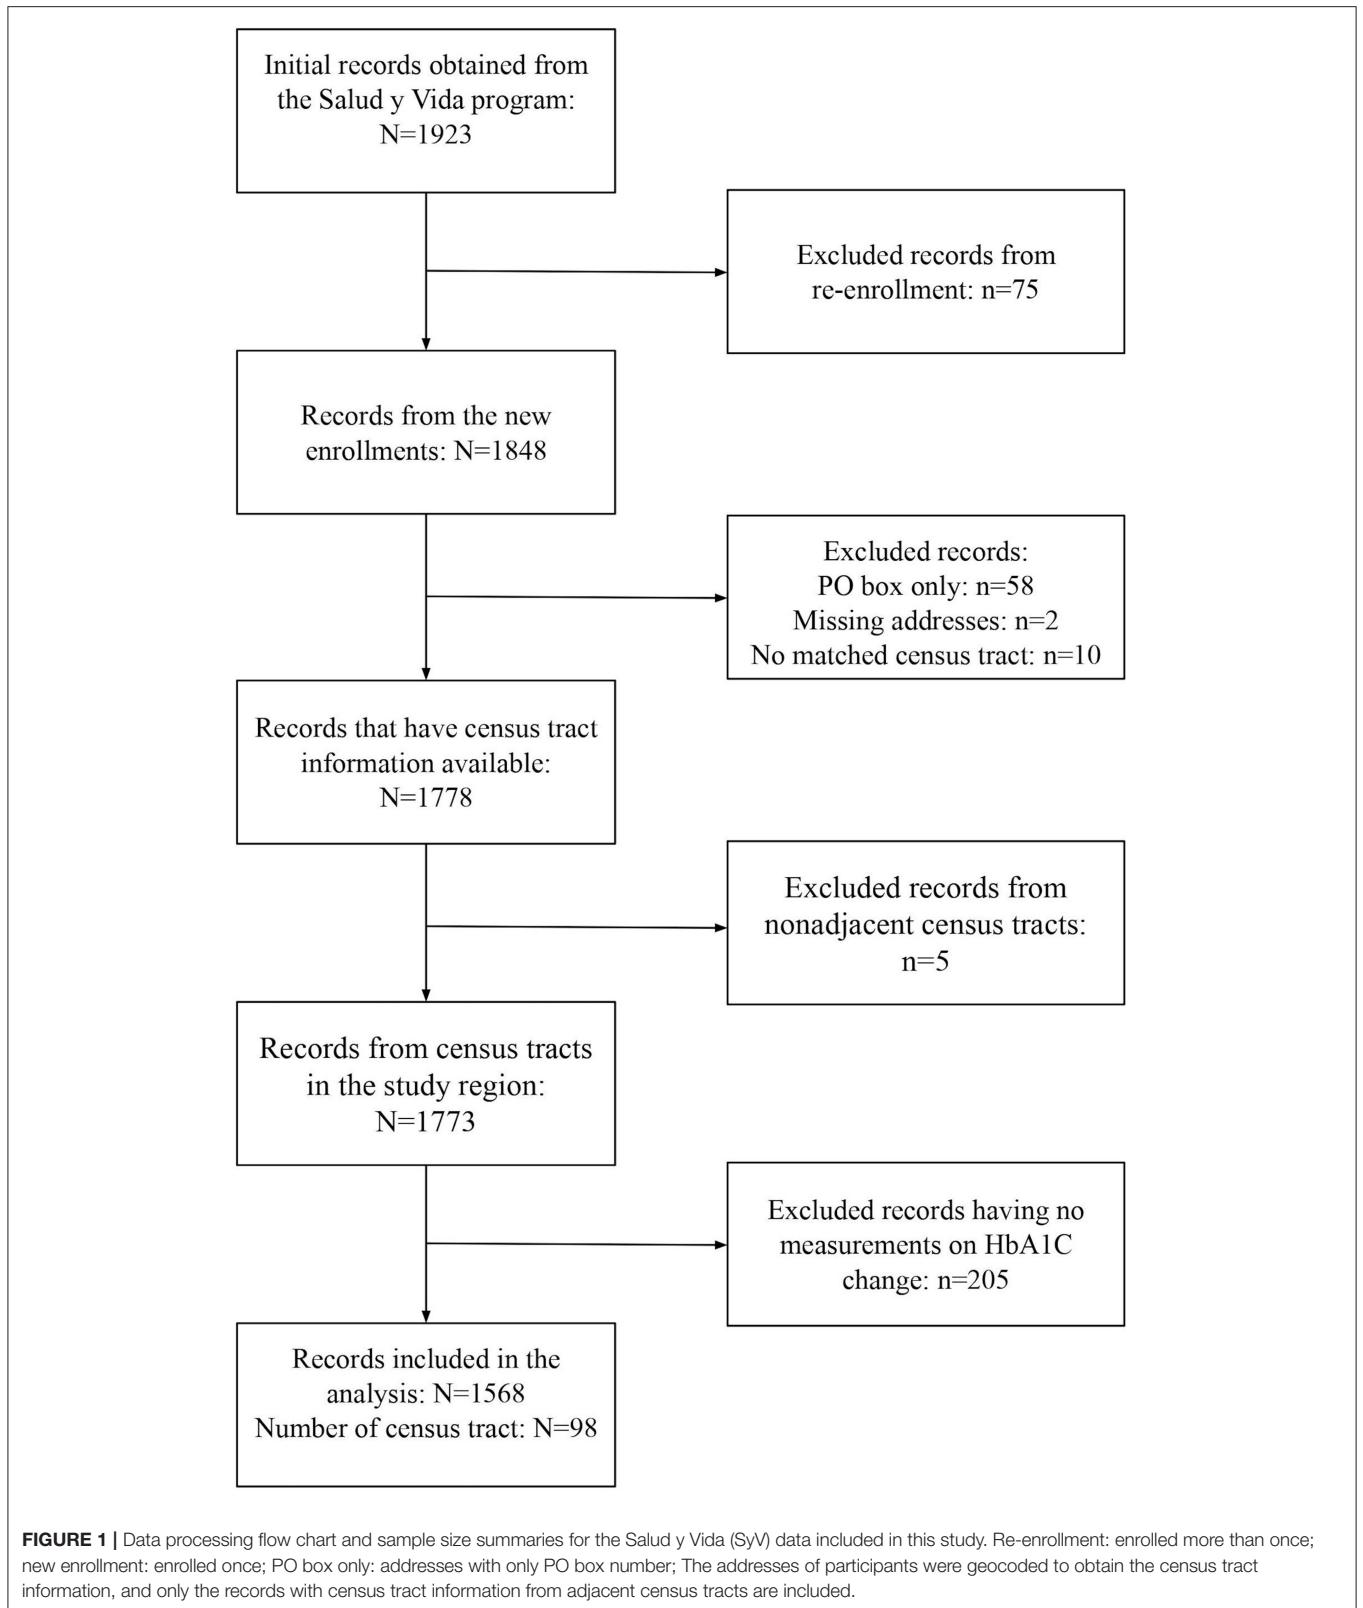 Initial records obtained from
the Salud y Vida program:
N=1923
Excluded records from
re-enrollment: n=75
Records from the new
enrollments: N=1848
Excluded records:
PO box only: n=58
Missing addresses: n=2
No matched census tract: n=10
Records that have census tract
information available:
N=1778
Excluded records from
nonadjacent census tracts:
n=5
Records from census tracts
in the study region:
N=1773
Excluded records having no
measurements on HbA1C
change: n=205
Records included in the
analysis: N=1568
Number of census tract: N=98
FIGURE 1 | Data processing flow chart and sample size summaries for the Salud y Vida (SyV) data included in this study. Re-enrollment: enrolled more than once;
new enrollment: enrolled once; PO box only: addresses with only PO box number; The addresses of participants were geocoded to obtain the census tract
information, and only the records with census tract information from adjacent census tracts are included.